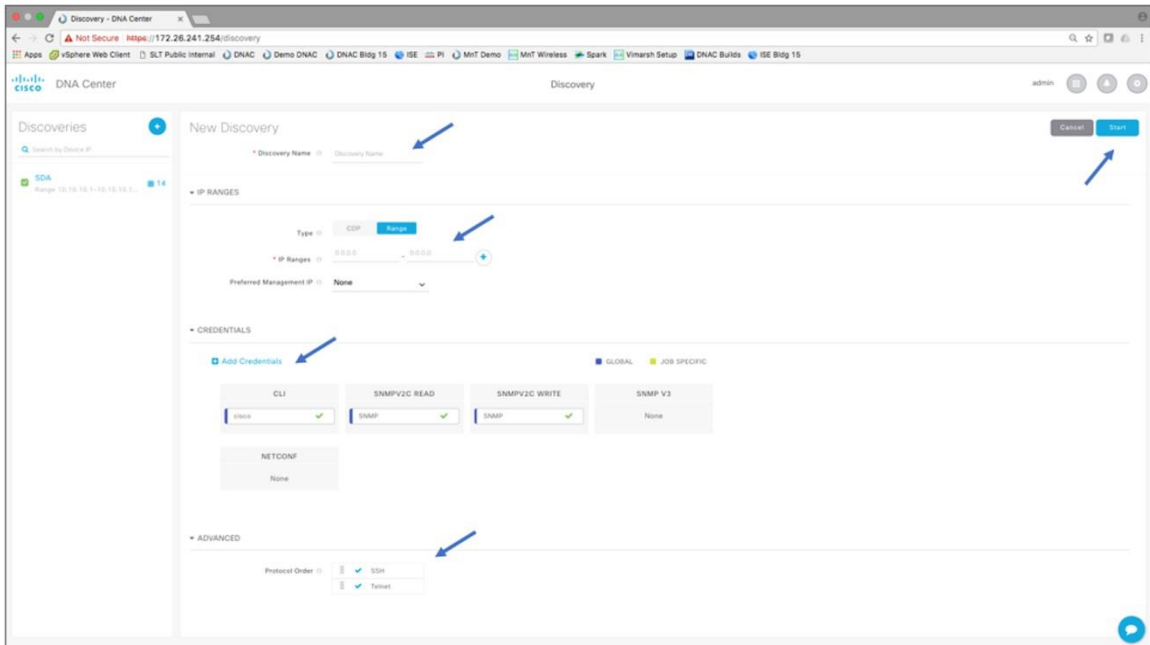 Discovery - DNA Center
Not Secure https://172.26.241.254/discovery
Apps vSphere Web Client SLT Public Internal DNAC Demo DNAC DNAC Bldg 15 ISE PI MnT Demo MnT Wireless Spark Vimarsh Setup DNAC Builds ISE Bldg 15
CISCO DNA Center Discovery admin
Discoveries
Search by Device IP
SDA 14
New Discovery Cancel Start
* Discovery Name Discovery Name
IP RANGES
Type CDP Range
* IP Ranges 0.0.0.0 - 0.0.0.0
Preferred Management IP None
CREDENTIALS
Add Credentials GLOBAL JOB SPECIFIC
CLI SNMPV2C READ SNMPV2C WRITE SNMP V3
cisco SNMP SNMP None
NETCONF
None
ADVANCED
Protocol Order SSH
Telnet